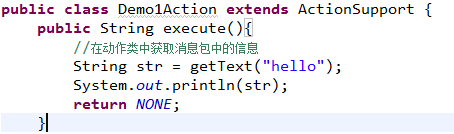 public class Demo1Action extends ActionSupport {
    public String execute(){
        //在动作类中获取消息包中的信息
        String str = getText("hello");
        System.out.println(str);
        return NONE;
    }